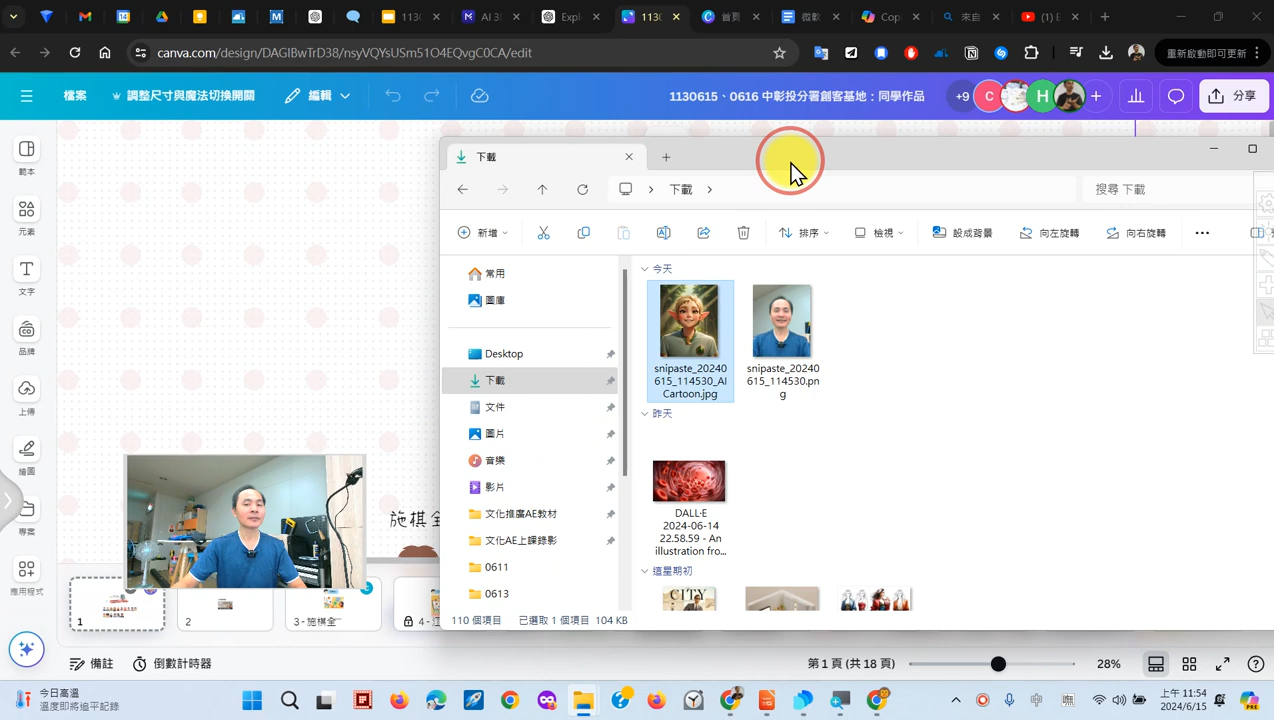 113(
AI 3I
Expl
113(
首頁
微軟
Copi
來自
(1) E
canva.com/design/DAGIBwTrD38/nsyVQYsUSm51O4EQvgC0CA/edit
重新啟動即可更新
檔案
調整尺寸與魔法切換開關
編輯
1130615、0616 中彰投分署創客基地：同學作品
+9
C
H
分享
範本
元素
文字
品牌
上傳
繪圖
專案
應用程式
下載
下載
搜尋 下載
新增
排序
檢視
設成背景
向左旋轉
向右旋轉
常用
圖庫
Desktop
下載
文件
圖片
音樂
影片
文化推廣AE教材
文化AE上課錄影
0611
0613
今天
snipaste_20240
615_114530_AI
Cartoon.jpg
snipaste_20240
615_114530.pn
g
昨天
DALL·E
2024-06-14
22.58.59 - An
illustration fro...
這星期初
CITY
110 個項目
已選取 1 個項目 104 KB
施棋全
1
2
3 - 施棋全
4 - 江
備註
倒數計時器
第 1 頁 (共 18 頁)
28%
今日高溫
溫度即將追平記錄
上午 11:54
2024/6/15